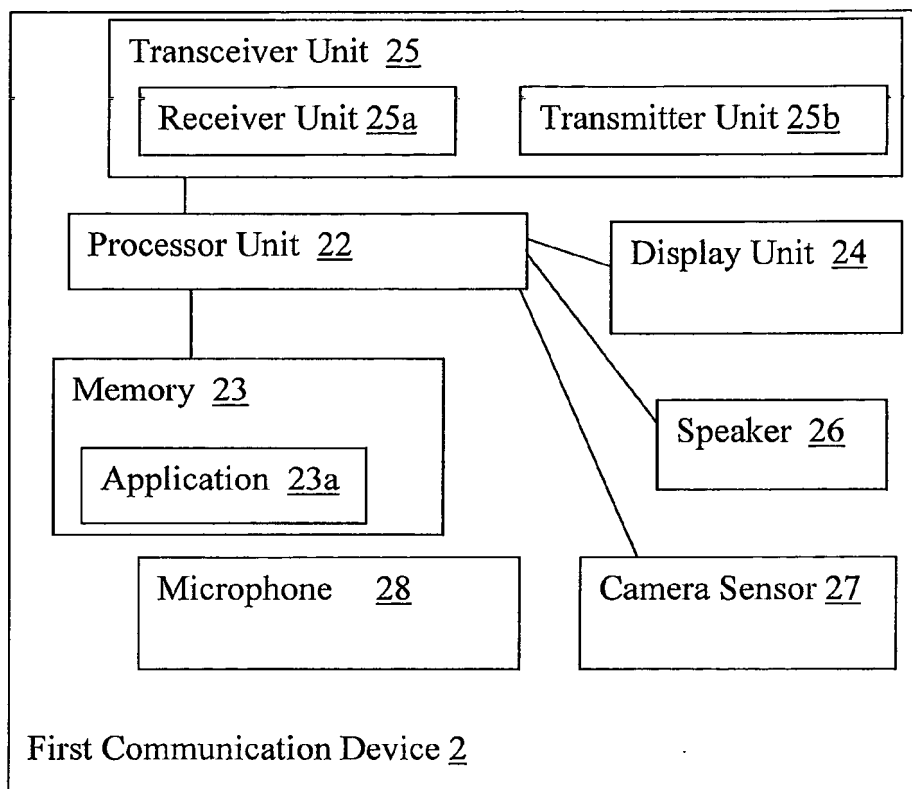 Transceiver Unit 25
Receiver Unit 25a
Transmitter Unit 25b
Processor Unit 22
Display Unit 24
Memory 23
Speaker 26
Application 23a
Microphone 28
Camera Sensor 27
First Communication Device 2